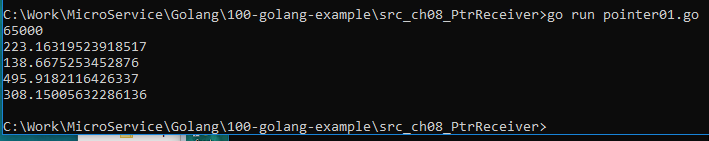 C:\Work\MicroService\Golang\100-golang-example\src_ch08_PtrReceiver>go run pointer01.go
65000
223.16319523918517
138.6675253452876
495.9182116426337
308.15005632286136
C:\Work\MicroService\Golang\100-golang-example\src_ch08_PtrReceiver>